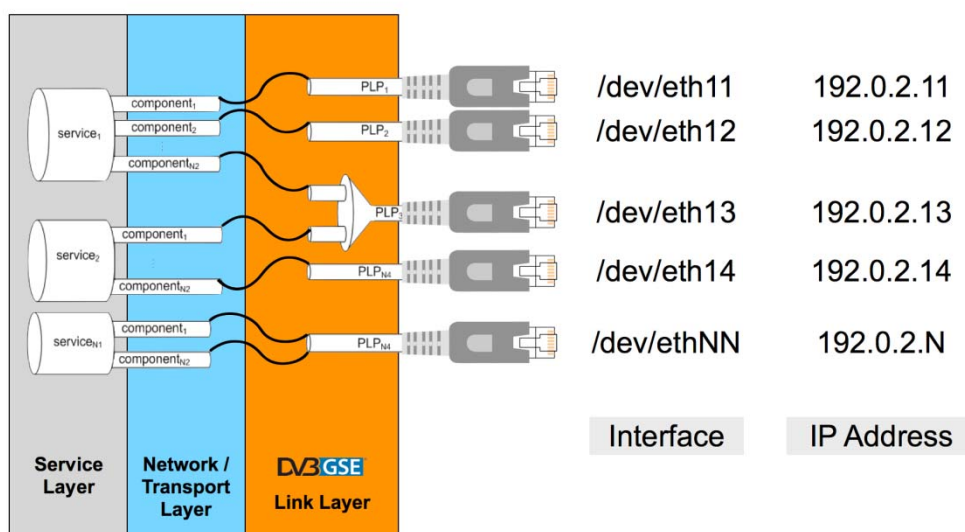 service₁
component₁
component₂
componentN2
PLP₁
PLP₂
PLP₃
/dev/eth11 192.0.2.11
/dev/eth12 192.0.2.12
/dev/eth13 192.0.2.13
service₂
component₁
componentN2
PLPN4
/dev/eth14 192.0.2.14
serviceN1
component₁
componentN2
PLPN4
/dev/ethNN 192.0.2.N
Interface IP Address
Service
Layer
Network /
Transport
Layer
DVB GSE
Link Layer